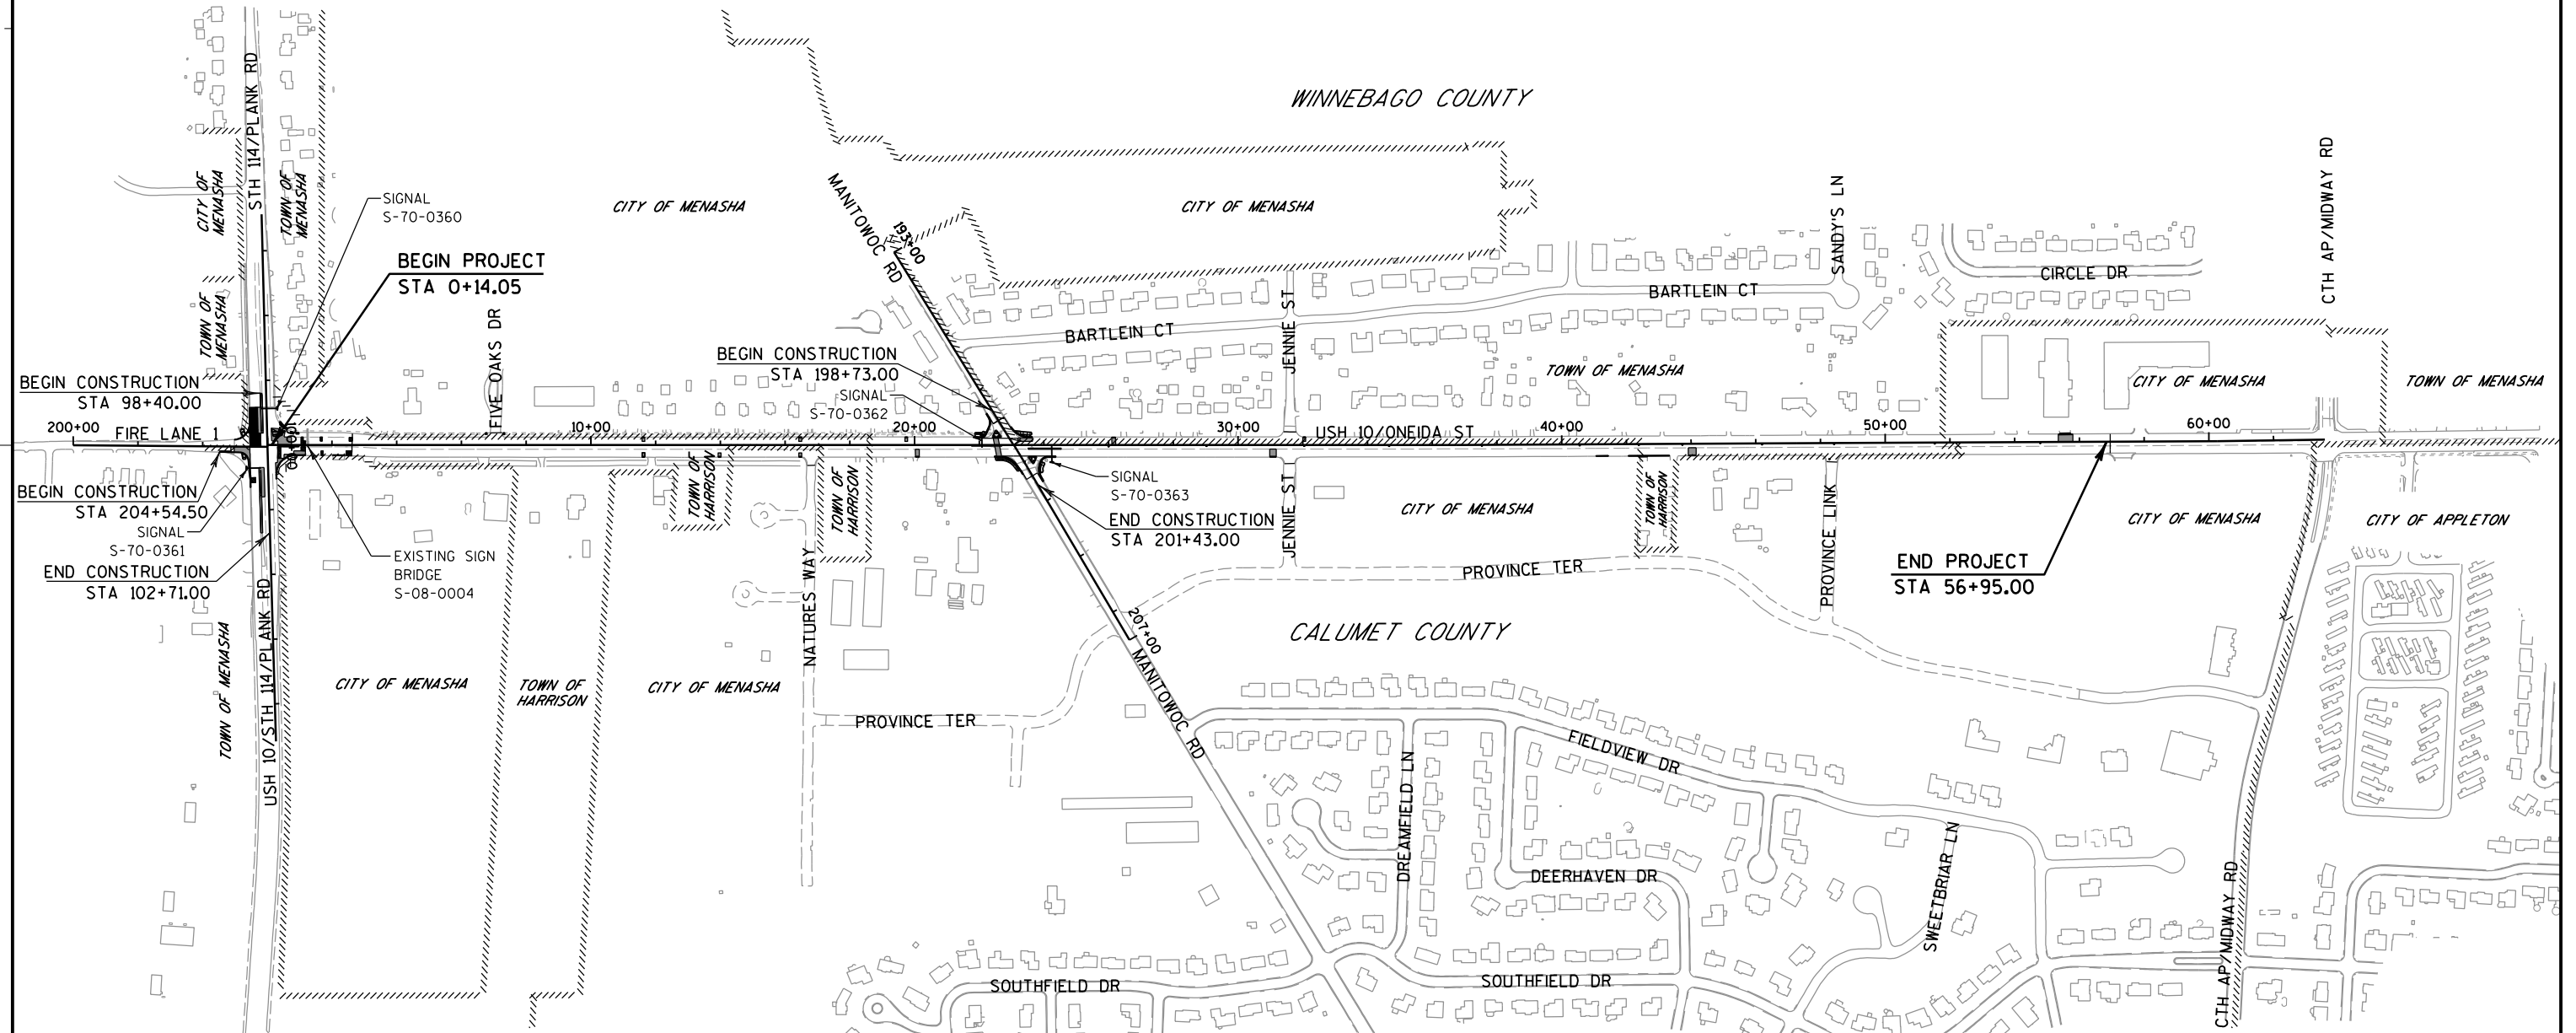 WINNEBAGO COUNTY
STH 114/PLANK RD
CITY OF
MENASHA
TOWN OF
MENASHA
SIGNAL
S-70-0360
CITY OF MENASHA
MANITOWOC RD
193+00
CITY OF MENASHA
SANDY'S LN
CTH AP/MIDWAY RD
BEGIN PROJECT
STA 0+14.05
TOWN OF
MENASHA
FIVE OAKS DR
BARTLEIN CT
JENNIE ST
BARTLEIN CT
CIRCLE DR
BEGIN CONSTRUCTION
STA 198+73.00
SIGNAL
S-70-0362
TOWN OF MENASHA
CITY OF MENASHA
TOWN OF MENASHA
BEGIN CONSTRUCTION
STA 98+40.00
200+00
FIRE LANE 1
10+00
20+00
30+00
USH 10/ONEIDA ST
40+00
50+00
60+00
BEGIN CONSTRUCTION
STA 204+54.50
SIGNAL
S-70-0361
END CONSTRUCTION
STA 102+71.00
EXISTING SIGN
BRIDGE
S-08-0004
TOWN OF
HARRISON
TOWN OF
HARRISON
SIGNAL
S-70-0363
END CONSTRUCTION
STA 201+43.00
JENNIE ST
CITY OF MENASHA
TOWN OF
HARRISON
PROVINCE LINK
CITY OF MENASHA
CITY OF APPLETON
END PROJECT
STA 56+95.00
NATURES WAY
PROVINCE TER
207+00
CALUMET COUNTY
TOWN OF MENASHA
USH 10/STH 114/PLANK RD
CITY OF MENASHA
TOWN OF
HARRISON
CITY OF MENASHA
PROVINCE TER
MANITOWOC RD
FIELDVIEW DR
DREAMFIELD LN
DEERHAVEN DR
SWEETBRIAR LN
CTH AP/MIDWAY RD
SOUTHFIELD DR
SOUTHFIELD DR